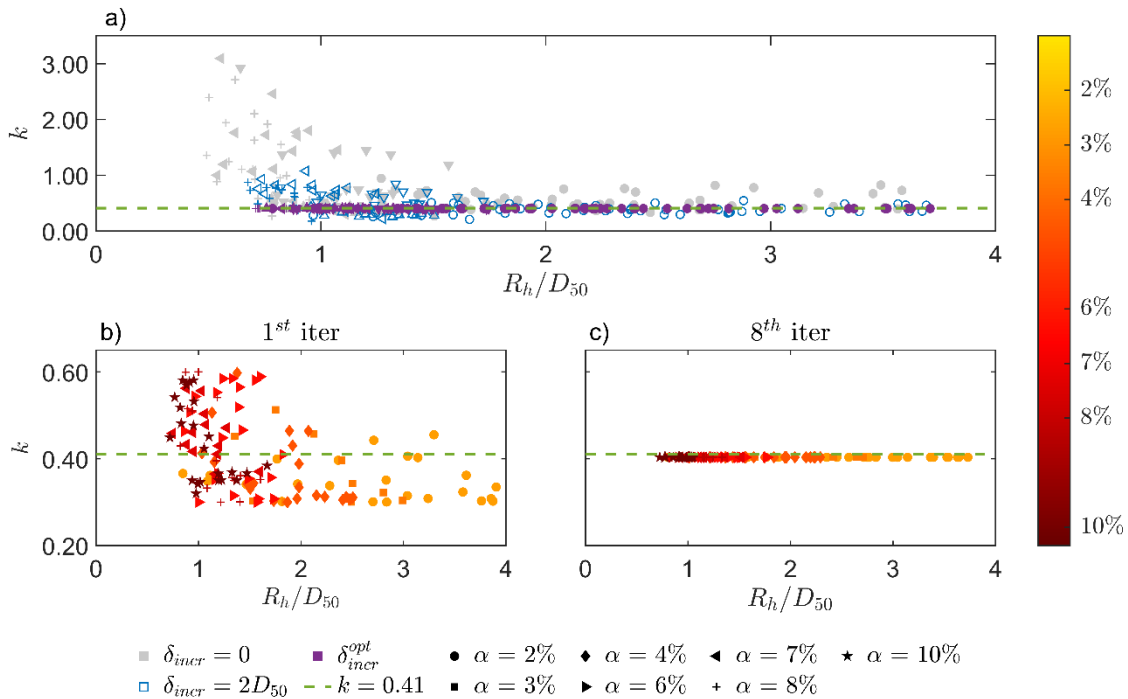 a)
3.00
2.00
1.00
0.00
k
0 1 2 3 4
R_h/D_50
2%
3%
4%
6%
7%
8%
10%
b) 1^st iter
0.60
0.40
0.20
k
0 1 2 3 4
R_h/D_50
c) 8^th iter
0 1 2 3 4
R_h/D_50
δ_incr = 0 δ^opt_incr α = 2% α = 4% α = 7% α = 10%
δ_incr = 2D_50 k = 0.41 α = 3% α = 6% α = 8%